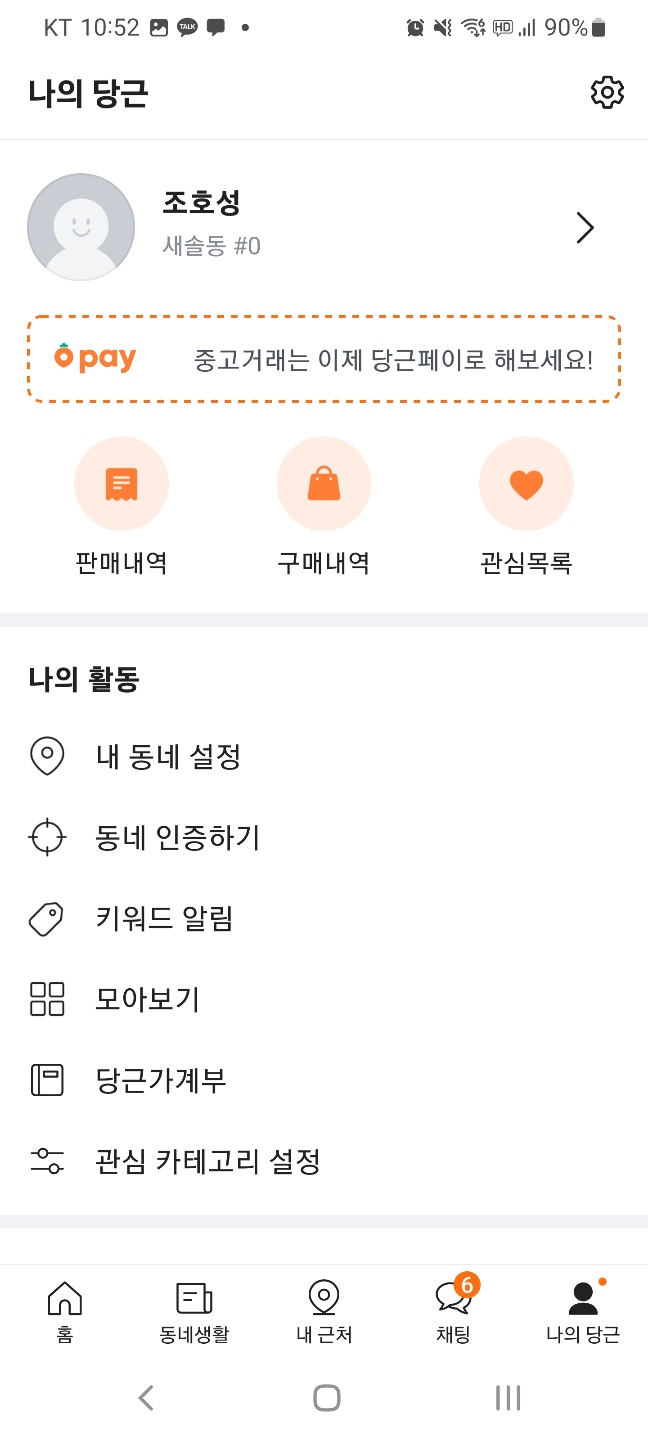 KT 10:52 TALK HD 90%
나의 당근
조호성
새솔동 #0
pay 중고거래는 이제 당근페이로 해보세요!
판매내역 구매내역 관심목록
나의 활동
내 동네 설정
동네 인증하기
키워드 알림
모아보기
당근가계부
관심 카테고리 설정
6
홈 동네생활 내 근처 채팅 나의 당근